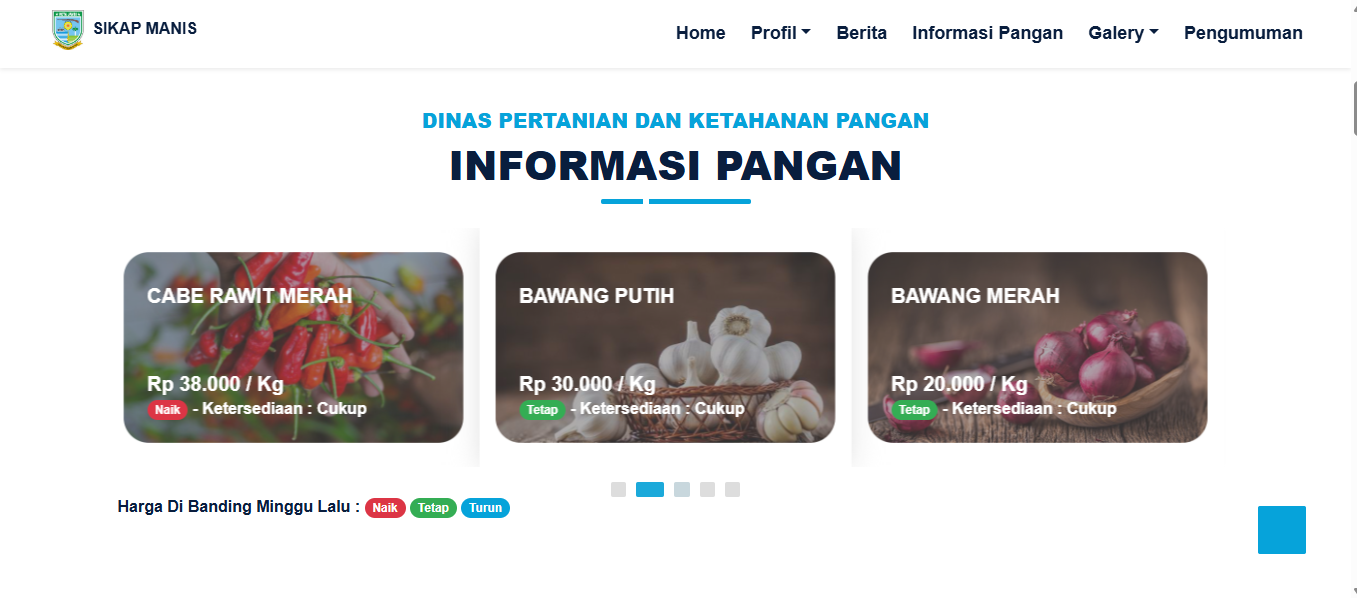 SIKAP MANIS
Home Profil Berita Informasi Pangan Galery Pengumuman
DINAS PERTANIAN DAN KETAHANAN PANGAN
INFORMASI PANGAN
CABE RAWIT MERAH
Rp 38.000 / Kg
Naik - Ketersediaan : Cukup
BAWANG PUTIH
Rp 30.000 / Kg
Tetap - Ketersediaan : Cukup
BAWANG MERAH
Rp 20.000 / Kg
Tetap - Ketersediaan : Cukup
Harga Di Banding Minggu Lalu : Naik Tetap Turun